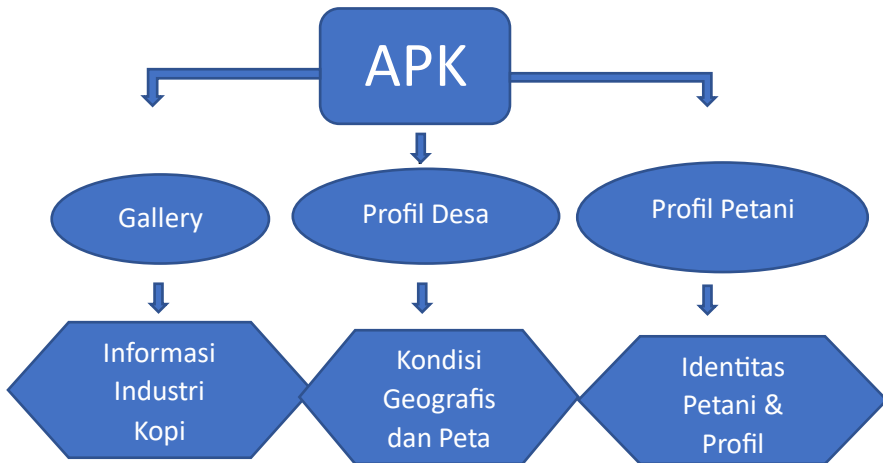 APK
Gallery
Profil Desa
Profil Petani
Informasi
Industri
Kopi
Kondisi
Geografis
dan Peta
Identitas
Petani &
Profil